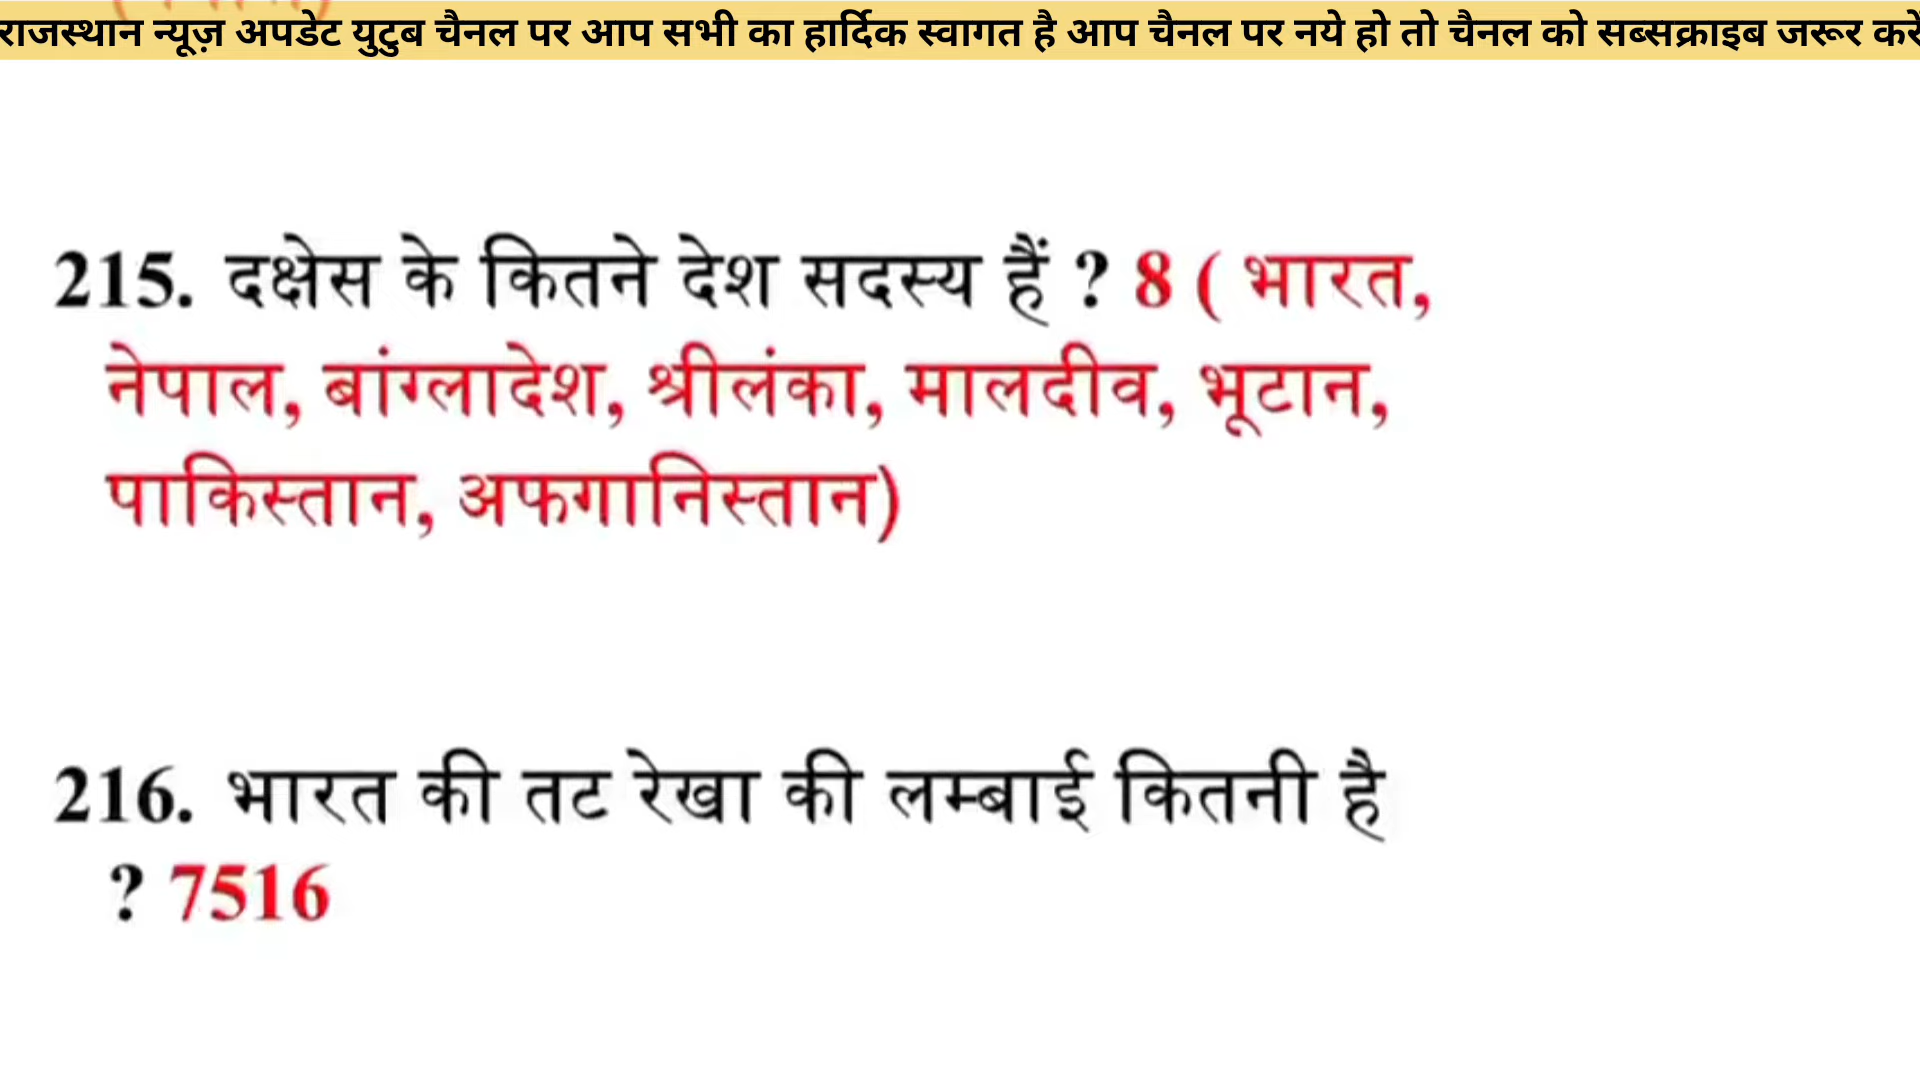 राजस्थान न्यूज़ अपडेट युटुब चैनल पर आप सभी का हार्दिक स्वागत है आप चैनल पर नये हो तो चैनल को सब्सक्राइब जरूर करें
215. दक्षेस के कितने देश सदस्य हैं ? 8 ( भारत,
नेपाल, बांग्लादेश, श्रीलंका, मालदीव, भूटान,
पाकिस्तान, अफगानिस्तान)
216. भारत की तट रेखा की लम्बाई कितनी है
? 7516